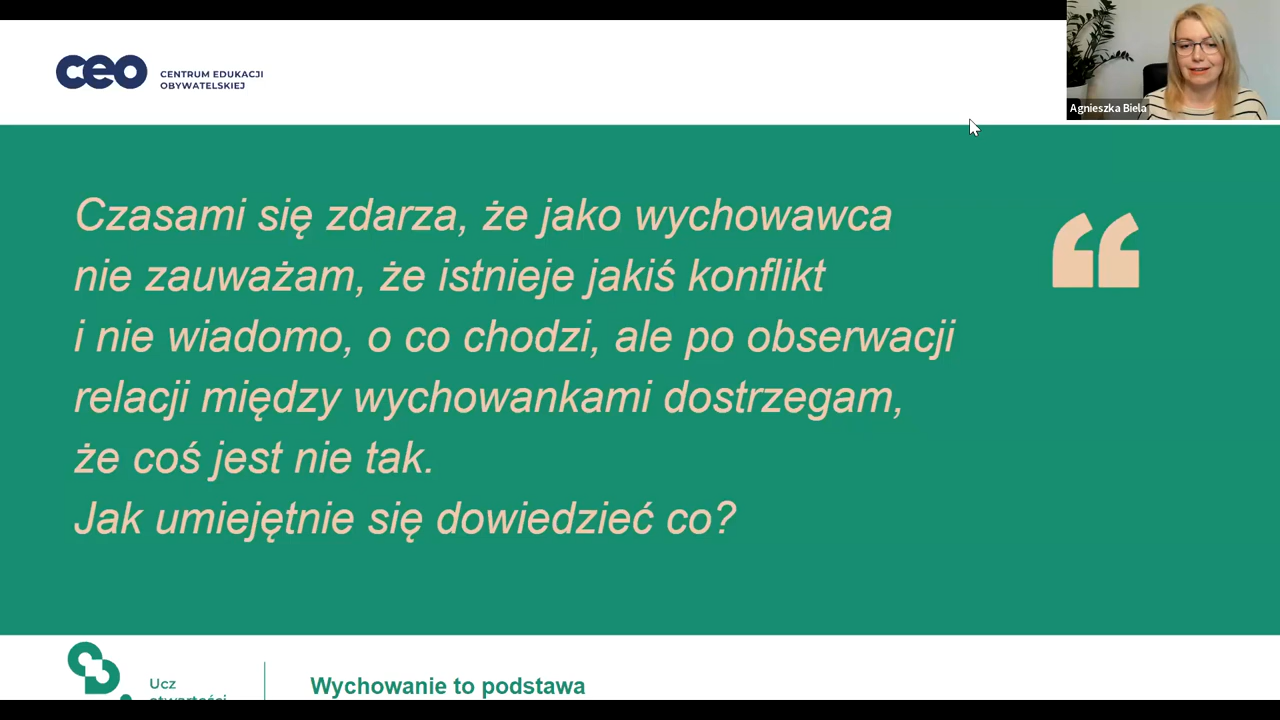 ceo
CENTRUM EDUKACJI
OBYWATELSKIEJ
Agnieszka Biela
Czasami się zdarza, że jako wychowawca
nie zauważam, że istnieje jakiś konflikt
i nie wiadomo, o co chodzi, ale po obserwacji
relacji między wychowankami dostrzegam,
że coś jest nie tak.
Jak umiejętnie się dowiedzieć co?
Ucz
otwartości
Wychowanie to podstawa